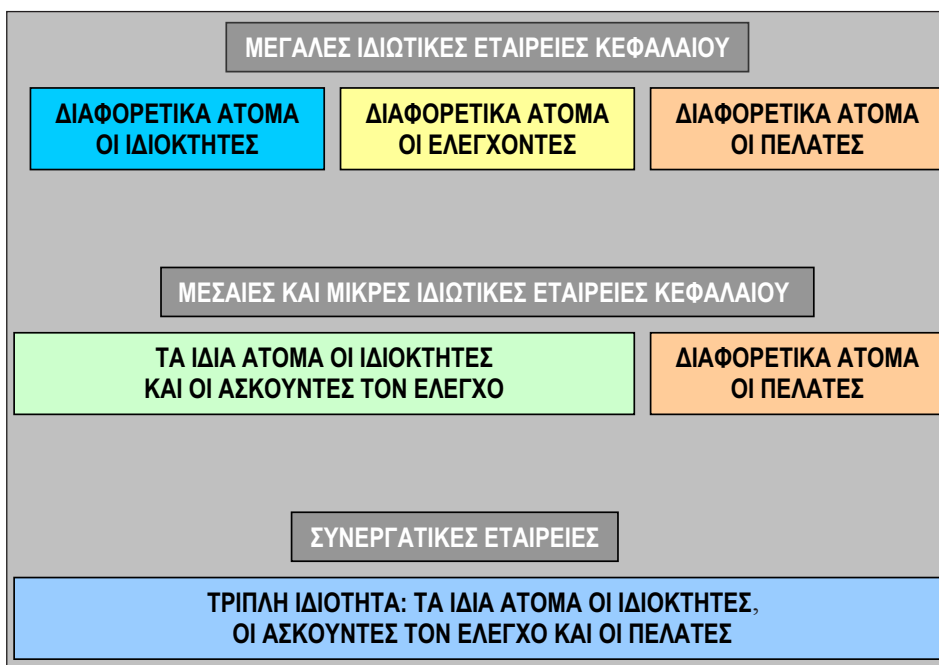 ΜΕΓΑΛΕΣ ΙΔΙΩΤΙΚΕΣ ΕΤΑΙΡΕΙΕΣ ΚΕΦΑΛΑΙΟΥ
ΔΙΑΦΟΡΕΤΙΚΑ ΑΤΟΜΑ
ΟΙ ΙΔΙΟΚΤΗΤΕΣ
ΔΙΑΦΟΡΕΤΙΚΑ ΑΤΟΜΑ
ΟΙ ΕΛΕΓΧΟΝΤΕΣ
ΔΙΑΦΟΡΕΤΙΚΑ ΑΤΟΜΑ
ΟΙ ΠΕΛΑΤΕΣ
ΜΕΣΑΙΕΣ ΚΑΙ ΜΙΚΡΕΣ ΙΔΙΩΤΙΚΕΣ ΕΤΑΙΡΕΙΕΣ ΚΕΦΑΛΑΙΟΥ
ΤΑ ΙΔΙΑ ΑΤΟΜΑ ΟΙ ΙΔΙΟΚΤΗΤΕΣ
ΚΑΙ ΟΙ ΑΣΚΟΥΝΤΕΣ ΤΟΝ ΕΛΕΓΧΟ
ΔΙΑΦΟΡΕΤΙΚΑ ΑΤΟΜΑ
ΟΙ ΠΕΛΑΤΕΣ
ΣΥΝΕΡΓΑΤΙΚΕΣ ΕΤΑΙΡΕΙΕΣ
ΤΡΙΠΛΗ ΙΔΙΟΤΗΤΑ: ΤΑ ΙΔΙΑ ΑΤΟΜΑ ΟΙ ΙΔΙΟΚΤΗΤΕΣ,
ΟΙ ΑΣΚΟΥΝΤΕΣ ΤΟΝ ΕΛΕΓΧΟ ΚΑΙ ΟΙ ΠΕΛΑΤΕΣ